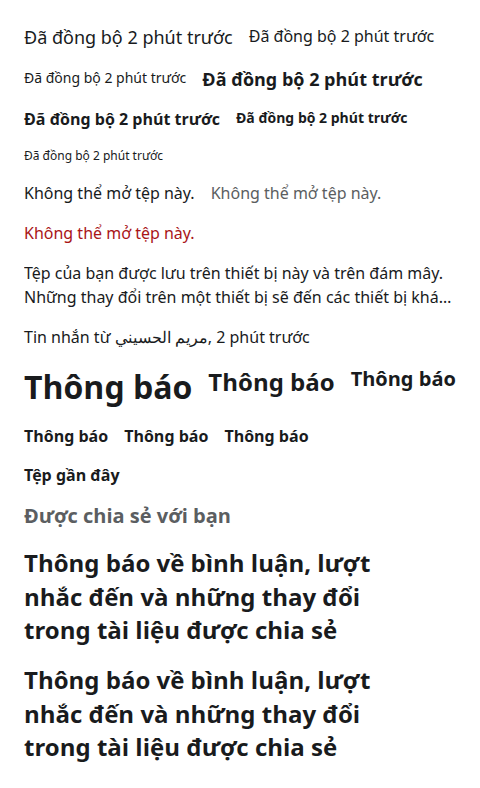 Đã đồng bộ 2 phút trước Đã đồng bộ 2 phút trước
Đã đồng bộ 2 phút trước Đã đồng bộ 2 phút trước
Đã đồng bộ 2 phút trước Đã đồng bộ 2 phút trước
Đã đồng bộ 2 phút trước
Không thể mở tệp này. Không thể mở tệp này.
Không thể mở tệp này.
Tệp của bạn được lưu trên thiết bị này và trên đám mây.
Những thay đổi trên một thiết bị sẽ đến các thiết bị khá...
Tin nhắn từ مريم الحسيني, 2 phút trước
Thông báo Thông báo Thông báo
Thông báo Thông báo Thông báo
Tệp gần đây
Được chia sẻ với bạn
Thông báo về bình luận, lượt
nhắc đến và những thay đổi
trong tài liệu được chia sẻ
Thông báo về bình luận, lượt
nhắc đến và những thay đổi
trong tài liệu được chia sẻ